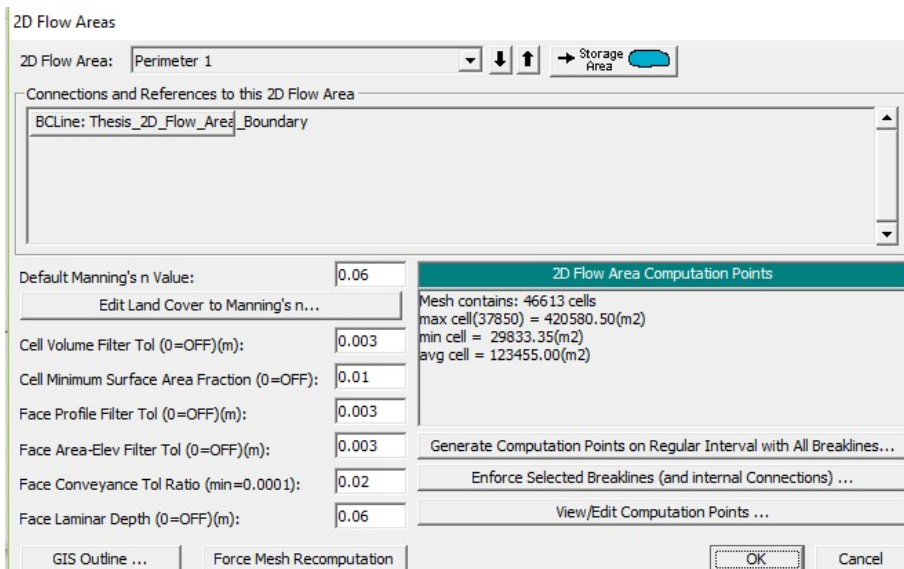 2D Flow Areas
2D Flow Area: Perimeter 1
Storage Area
Connections and References to this 2D Flow Area
BCLine: Thesis_2D_Flow_Area_Boundary
Default Manning's n Value: 0.06
Edit Land Cover to Manning's n...
Cell Volume Filter Tol (0=OFF)(m): 0.003
Cell Minimum Surface Area Fraction (0=OFF): 0.01
Face Profile Filter Tol (0=OFF)(m): 0.003
Face Area-Elev Filter Tol (0=OFF)(m): 0.003
Face Conveyance Tol Ratio (min=0.0001): 0.02
Face Laminar Depth (0=OFF)(m): 0.06
2D Flow Area Computation Points
Mesh contains: 46613 cells
max cell(37850) = 420580.50(m2)
min cell = 29833.35(m2)
avg cell = 123455.00(m2)
Generate Computation Points on Regular Interval with All Breaklines...
Enforce Selected Breaklines (and internal Connections) ...
View/Edit Computation Points ...
GIS Outline ... Force Mesh Recomputation OK Cancel